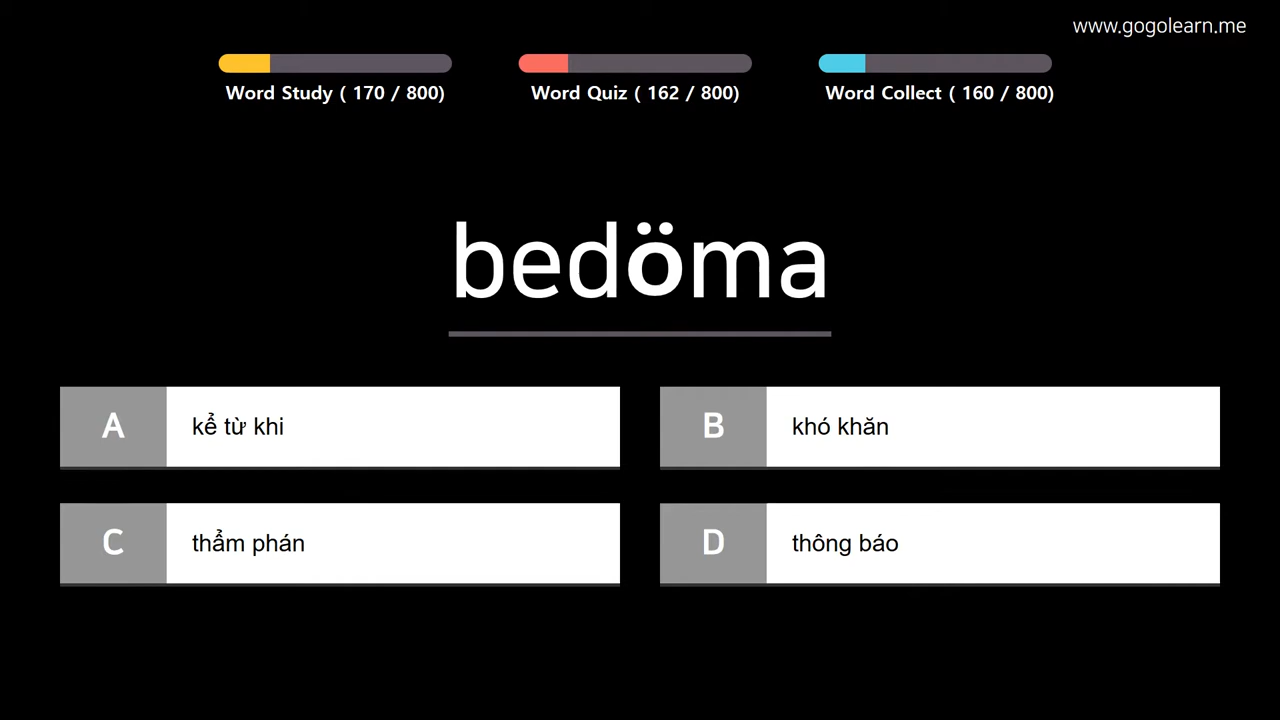 www.gogolearn.me
Word Study ( 170 / 800)
Word Quiz ( 162 / 800)
Word Collect ( 160 / 800)
bedöma
A kể từ khi
B khó khăn
C thẩm phán
D thông báo